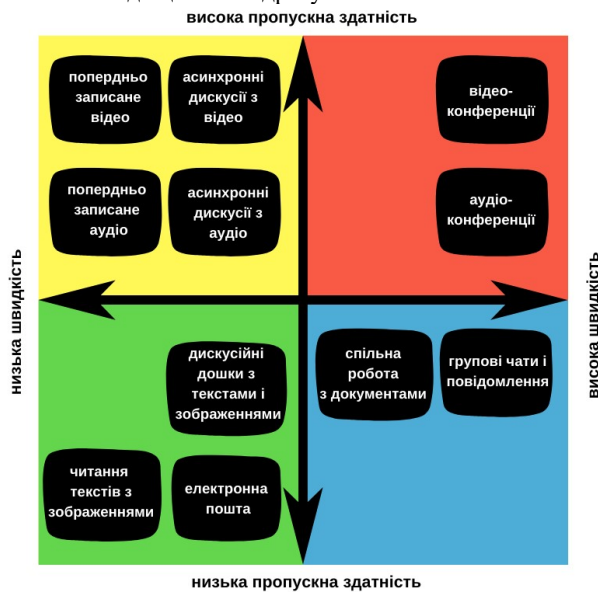 висока пропускна здатність
попердньо
записане
відео
асинхронні
дискусії з
відео
відео-
конференції
попердньо
записане
аудіо
асинхронні
дискусії з
аудіо
аудіо-
конференції
низька швидкість
висока швидкість
дискусійні
дошки з
текстами і
зображеннями
спільна
робота
з документами
групові чати і
повідомлення
читання
текстів з
зображеннями
електронна
пошта
низька пропускна здатність